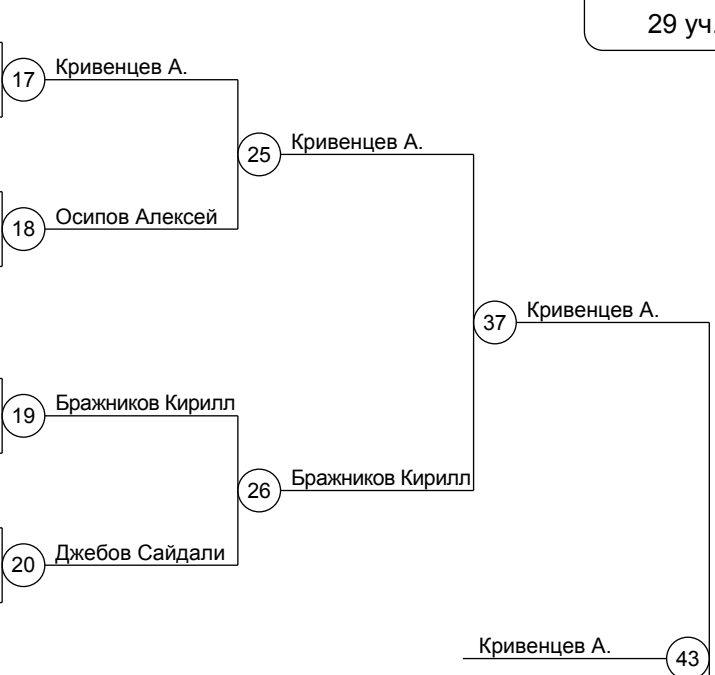 29 уч.
17 Кривенцев А.
25 Кривенцев А.
18 Осипов Алексей
37 Кривенцев А.
19 Бражников Кирилл
26 Бражников Кирилл
20 Джебов Сайдали
Кривенцев А. 43